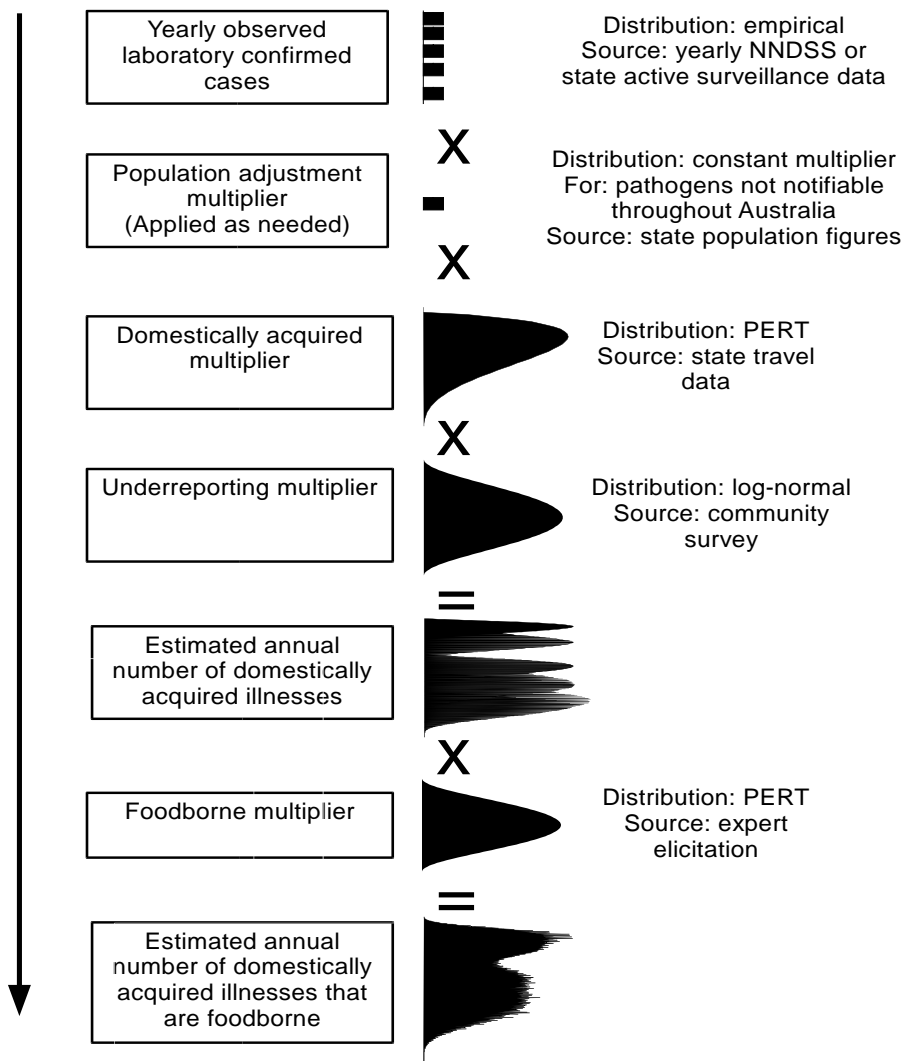 Yearly observed
laboratory confirmed
cases
Distribution: empirical
Source: yearly NNDSS or
state active surveillance data
X
Population adjustment
multiplier
(Applied as needed)
Distribution: constant multiplier
For: pathogens not notifiable
throughout Australia
Source: state population figures
X
Domestically acquired
multiplier
Distribution: PERT
Source: state travel
data
X
Underreporting multiplier
Distribution: log-normal
Source: community
survey
=
Estimated annual
number of domestically
acquired illnesses
X
Foodborne multiplier
Distribution: PERT
Source: expert
elicitation
=
Estimated annual
number of domestically
acquired illnesses that
are foodborne